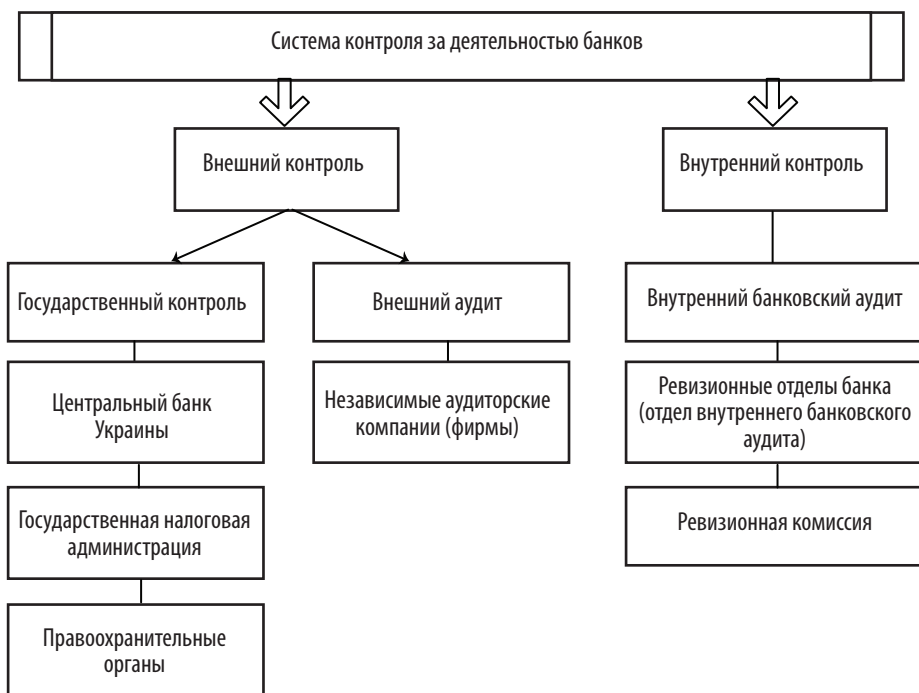 Система контроля за деятельностью банков
Внешний контроль
Внутренний контроль
Государственный контроль
Внешний аудит
Внутренний банковский аудит
Центральный банк
Украины
Независимые аудиторские
компании (фирмы)
Ревизионные отделы банка
(отдел внутреннего банковского
аудита)
Государственная налоговая
администрация
Ревизионная комиссия
Правоохранительные
органы